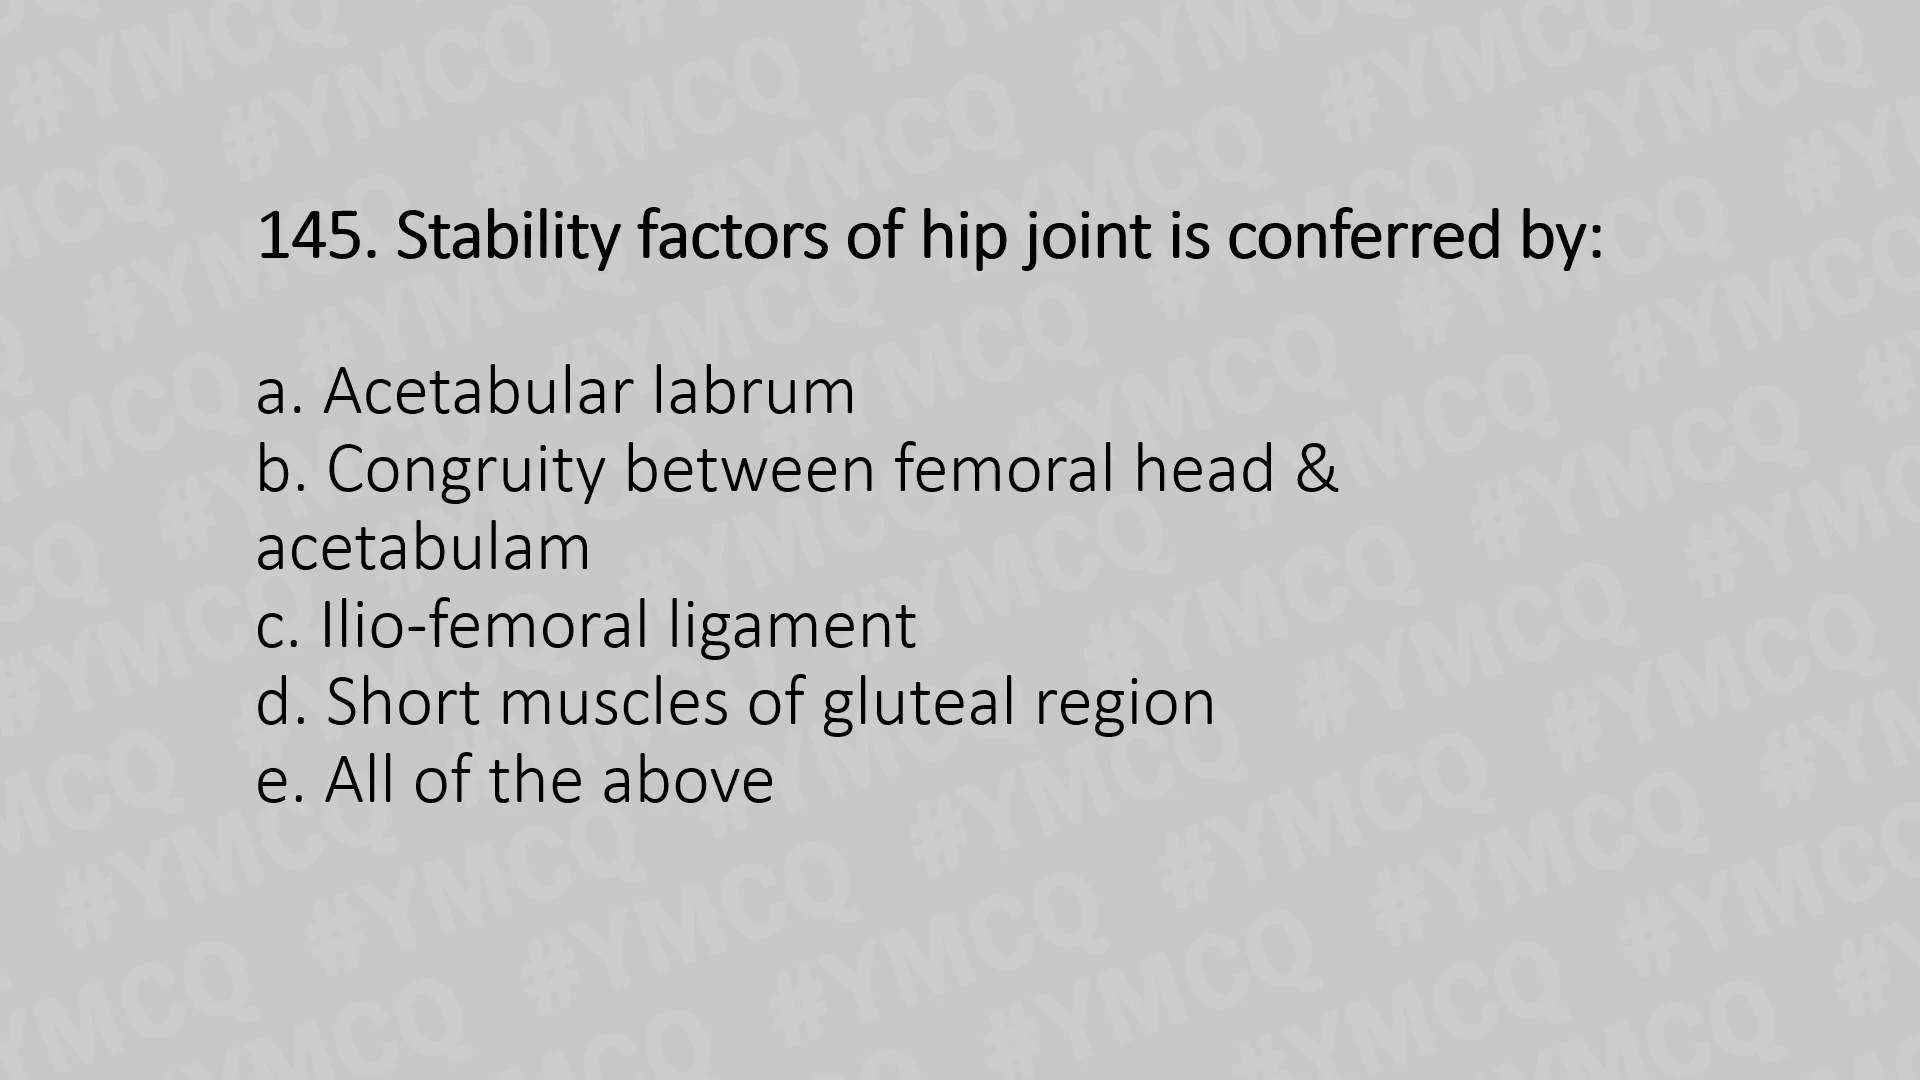 145. Stability factors of hip joint is conferred by:
a. Acetabular labrum
b. Congruity between femoral head &
acetabulam
c. Ilio-femoral ligament
d. Short muscles of gluteal region
e. All of the above
#YMCQ